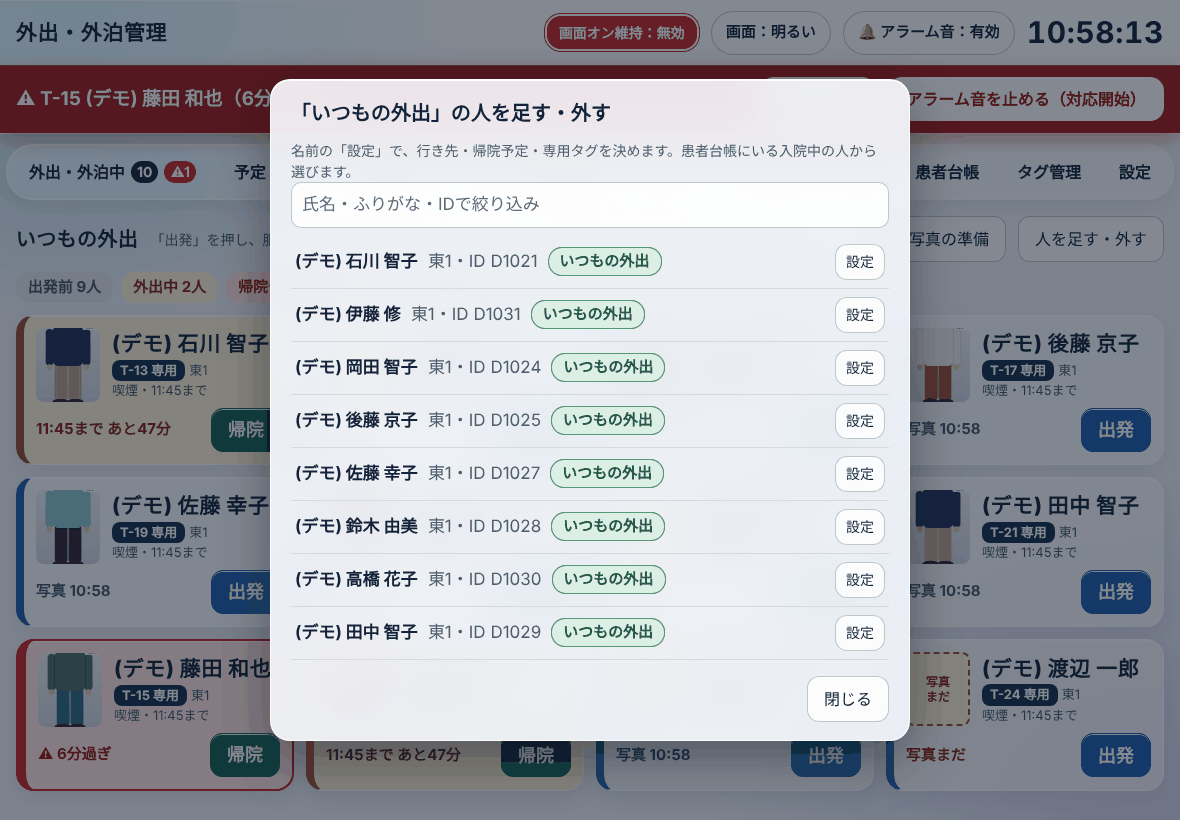 外出・外泊管理
画面オン維持：無効
画面：明るい
🔔 アラーム音：有効
10:58:13
⚠ T-15 (デモ) 藤田 和也（6分
アラーム音を止める（対応開始）
外出・外泊中 10 ⚠1
予定
患者台帳
タグ管理
設定
いつもの外出
「出発」を押し、
写真の準備
人を足す・外す
出発前 9人
外出中 2人
帰院
(デモ) 石川 智子
T-13 専用 東1
喫煙・11:45まで
11:45まで あと47分
帰院
(デモ) 後藤 京子
T-17 専用 東1
喫煙・11:45まで
写真 10:58
出発
(デモ) 佐藤 幸子
T-19 専用 東1
喫煙・11:45まで
写真 10:58
出発
(デモ) 田中 智子
T-21 専用 東1
喫煙・11:45まで
写真 10:58
出発
(デモ) 藤田 和也
T-15 専用 東1
喫煙・11:45まで
⚠ 6分過ぎ
帰院
11:45まで あと47分
帰院
写真 10:58
出発
写真
まだ
(デモ) 渡辺 一郎
T-24 専用 東1
喫煙・11:45まで
写真まだ
出発
「いつもの外出」の人を足す・外す
名前の「設定」で、行き先・帰院予定・専用タグを決めます。患者台帳にいる入院中の人から
選びます。
氏名・ふりがな・IDで絞り込み
(デモ) 石川 智子 東1・ID D1021 いつもの外出 設定
(デモ) 伊藤 修 東1・ID D1031 いつもの外出 設定
(デモ) 岡田 智子 東1・ID D1024 いつもの外出 設定
(デモ) 後藤 京子 東1・ID D1025 いつもの外出 設定
(デモ) 佐藤 幸子 東1・ID D1027 いつもの外出 設定
(デモ) 鈴木 由美 東1・ID D1028 いつもの外出 設定
(デモ) 高橋 花子 東1・ID D1030 いつもの外出 設定
(デモ) 田中 智子 東1・ID D1029 いつもの外出 設定
閉じる